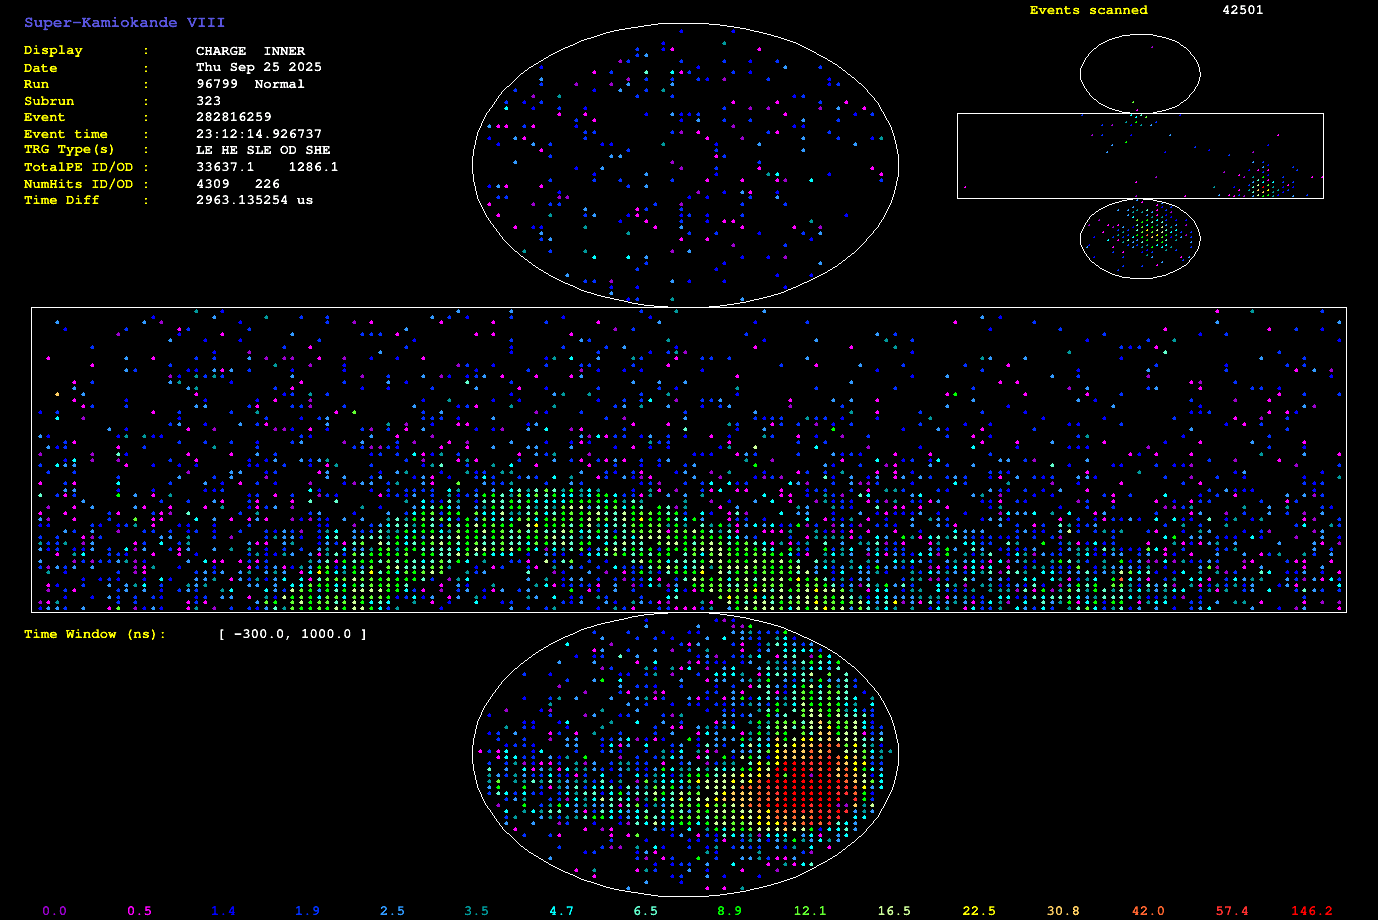 Super-Kamiokande VIII
Events scanned 42501
Display : CHARGE INNER
Date : Thu Sep 25 2025
Run : 96799 Normal
Subrun : 323
Event : 282816259
Event time : 23:12:14.926737
TRG Type(s) : LE HE SLE OD SHE
TotalPE ID/OD : 33637.1 1286.1
NumHits ID/OD : 4309 226
Time Diff : 2963.135254 us
Time Window (ns): [ -300.0, 1000.0 ]
0.0 0.5 1.4 1.9 2.5 3.5 4.7 6.5 8.9 12.1 16.5 22.5 30.8 42.0 57.4 146.2